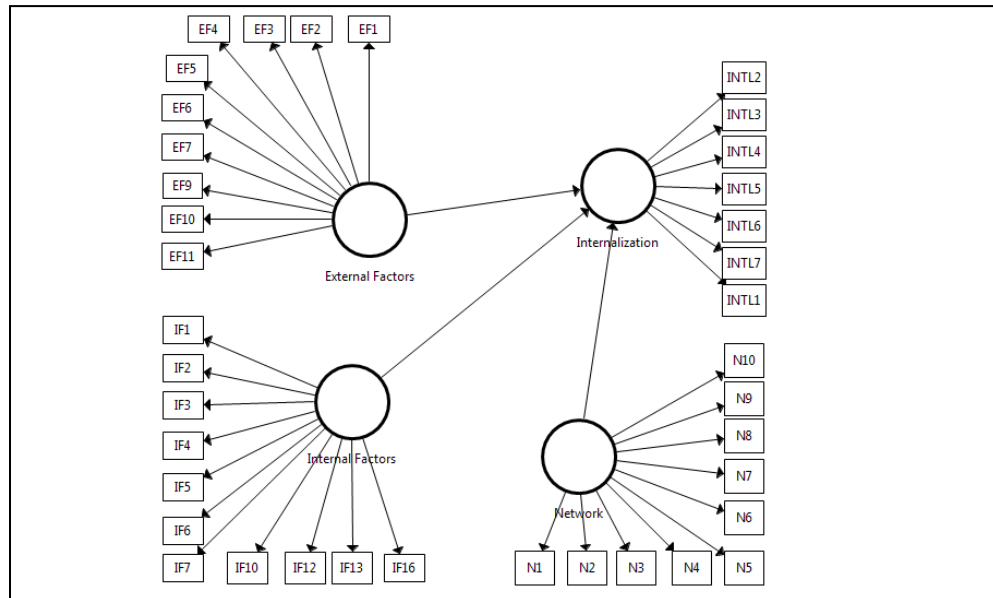 EF4
EF3
EF2
EF1
EF5
EF6
EF7
EF9
EF10
EF11
External Factors
INTL2
INTL3
INTL4
INTL5
INTL6
INTL7
INTL1
Internalization
IF1
IF2
IF3
IF4
IF5
IF6
IF7
IF10
IF12
IF13
IF16
Internal Factors
N10
N9
N8
N7
N6
Network
N1
N2
N3
N4
N5